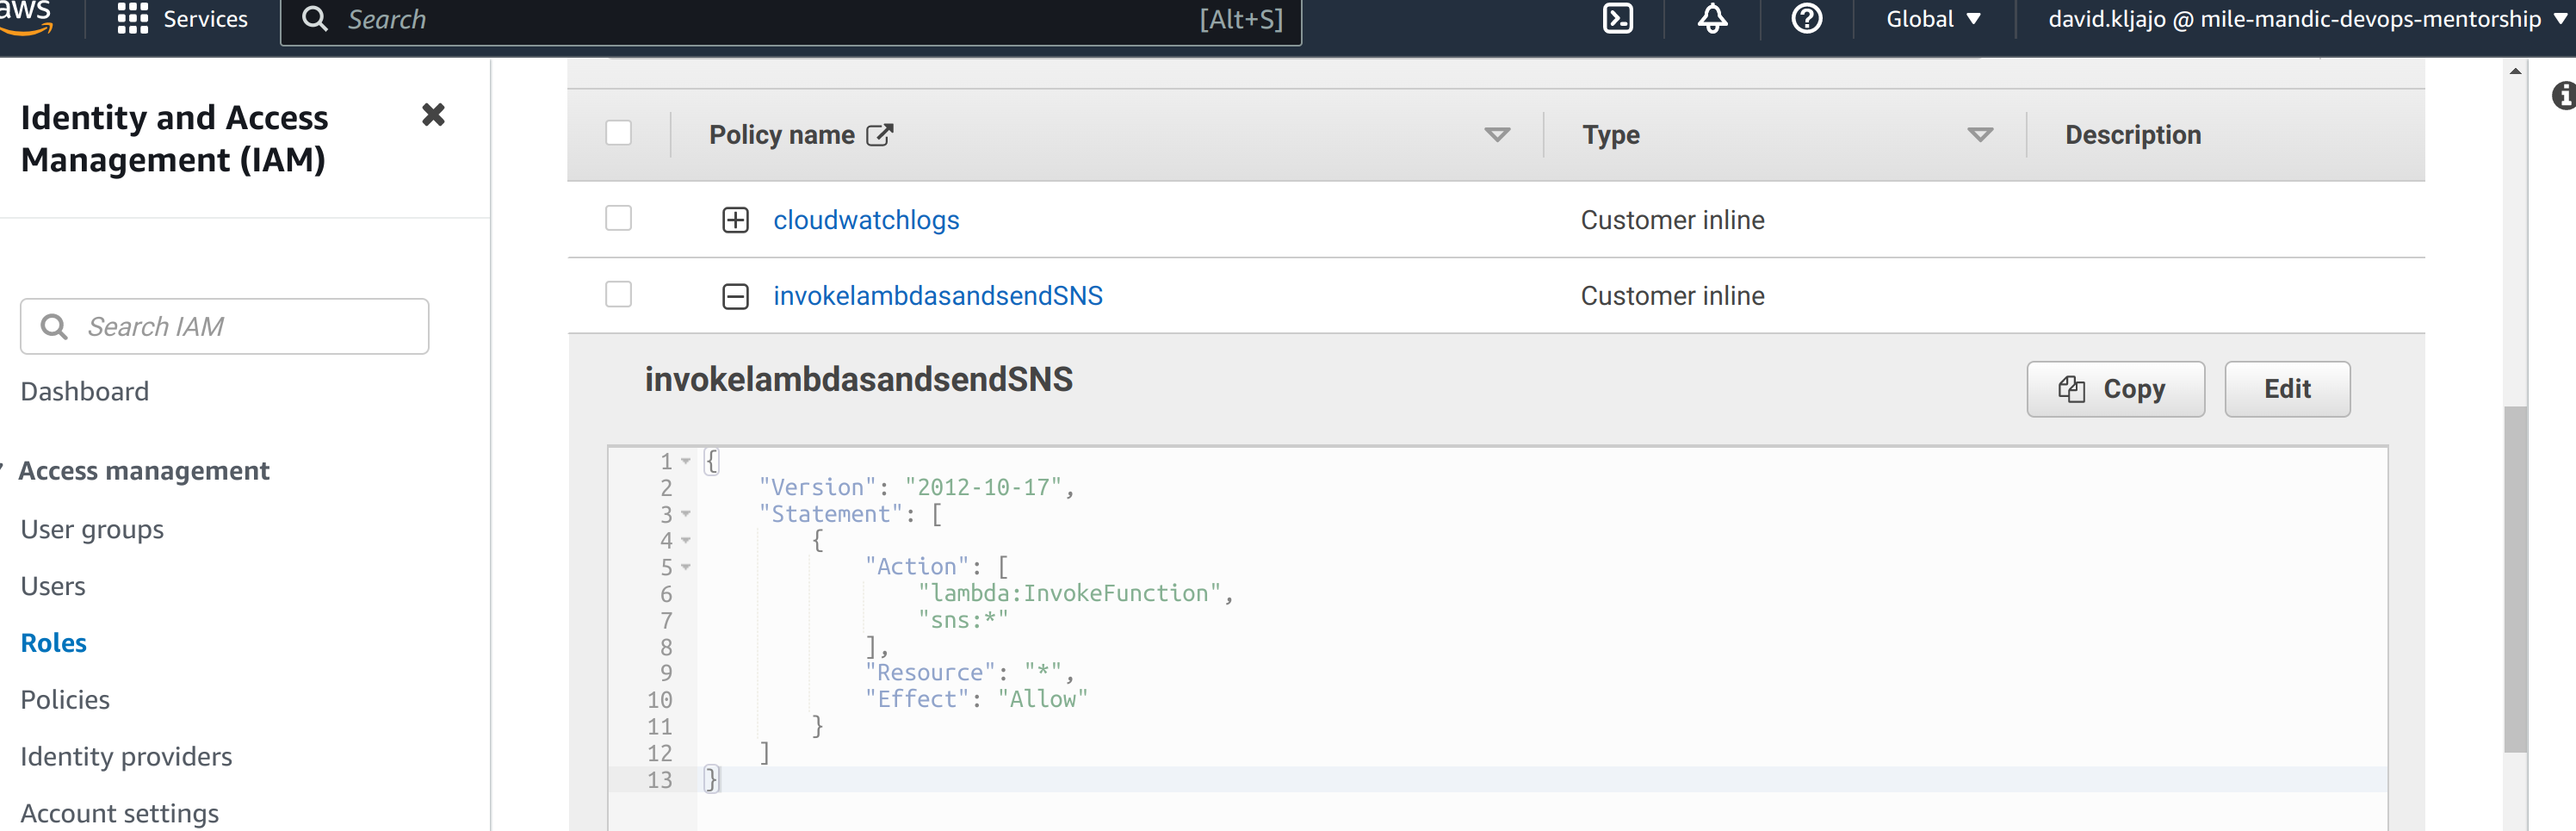 aws
Services
Search [Alt+S]
Global
david.kljajo @ mile-mandic-devops-mentorship
Identity and Access
Management (IAM)
Search IAM
Dashboard
Access management
User groups
Users
Roles
Policies
Identity providers
Account settings
Policy name Type Description
cloudwatchlogs Customer inline
invokelambdasandsendSNS Customer inline
invokelambdasandsendSNS
Copy Edit
1 {
2 "Version": "2012-10-17",
3 "Statement": [
4 {
5 "Action": [
6 "lambda:InvokeFunction",
7 "sns:*"
8 ],
9 "Resource": "*",
10 "Effect": "Allow"
11 }
12 ]
13 }